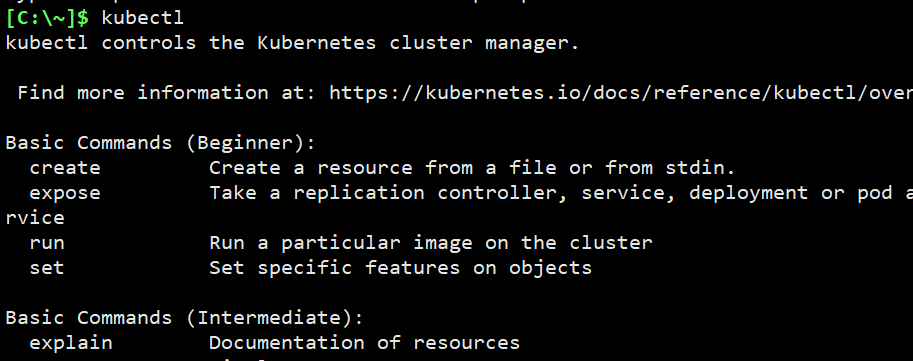 [C:\~]$ kubectl
kubectl controls the Kubernetes cluster manager.
Find more information at: https://kubernetes.io/docs/reference/kubectl/over
Basic Commands (Beginner):
create Create a resource from a file or from stdin.
expose Take a replication controller, service, deployment or pod a
rvice
run Run a particular image on the cluster
set Set specific features on objects
Basic Commands (Intermediate):
explain Documentation of resources